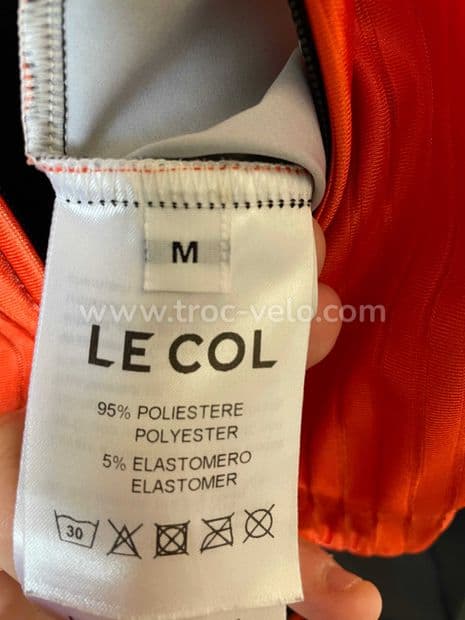 M
www.troc-velo.com
LE COL
95% POLIESTERE
POLYESTER
5% ELASTOMERO
ELASTOMER
30